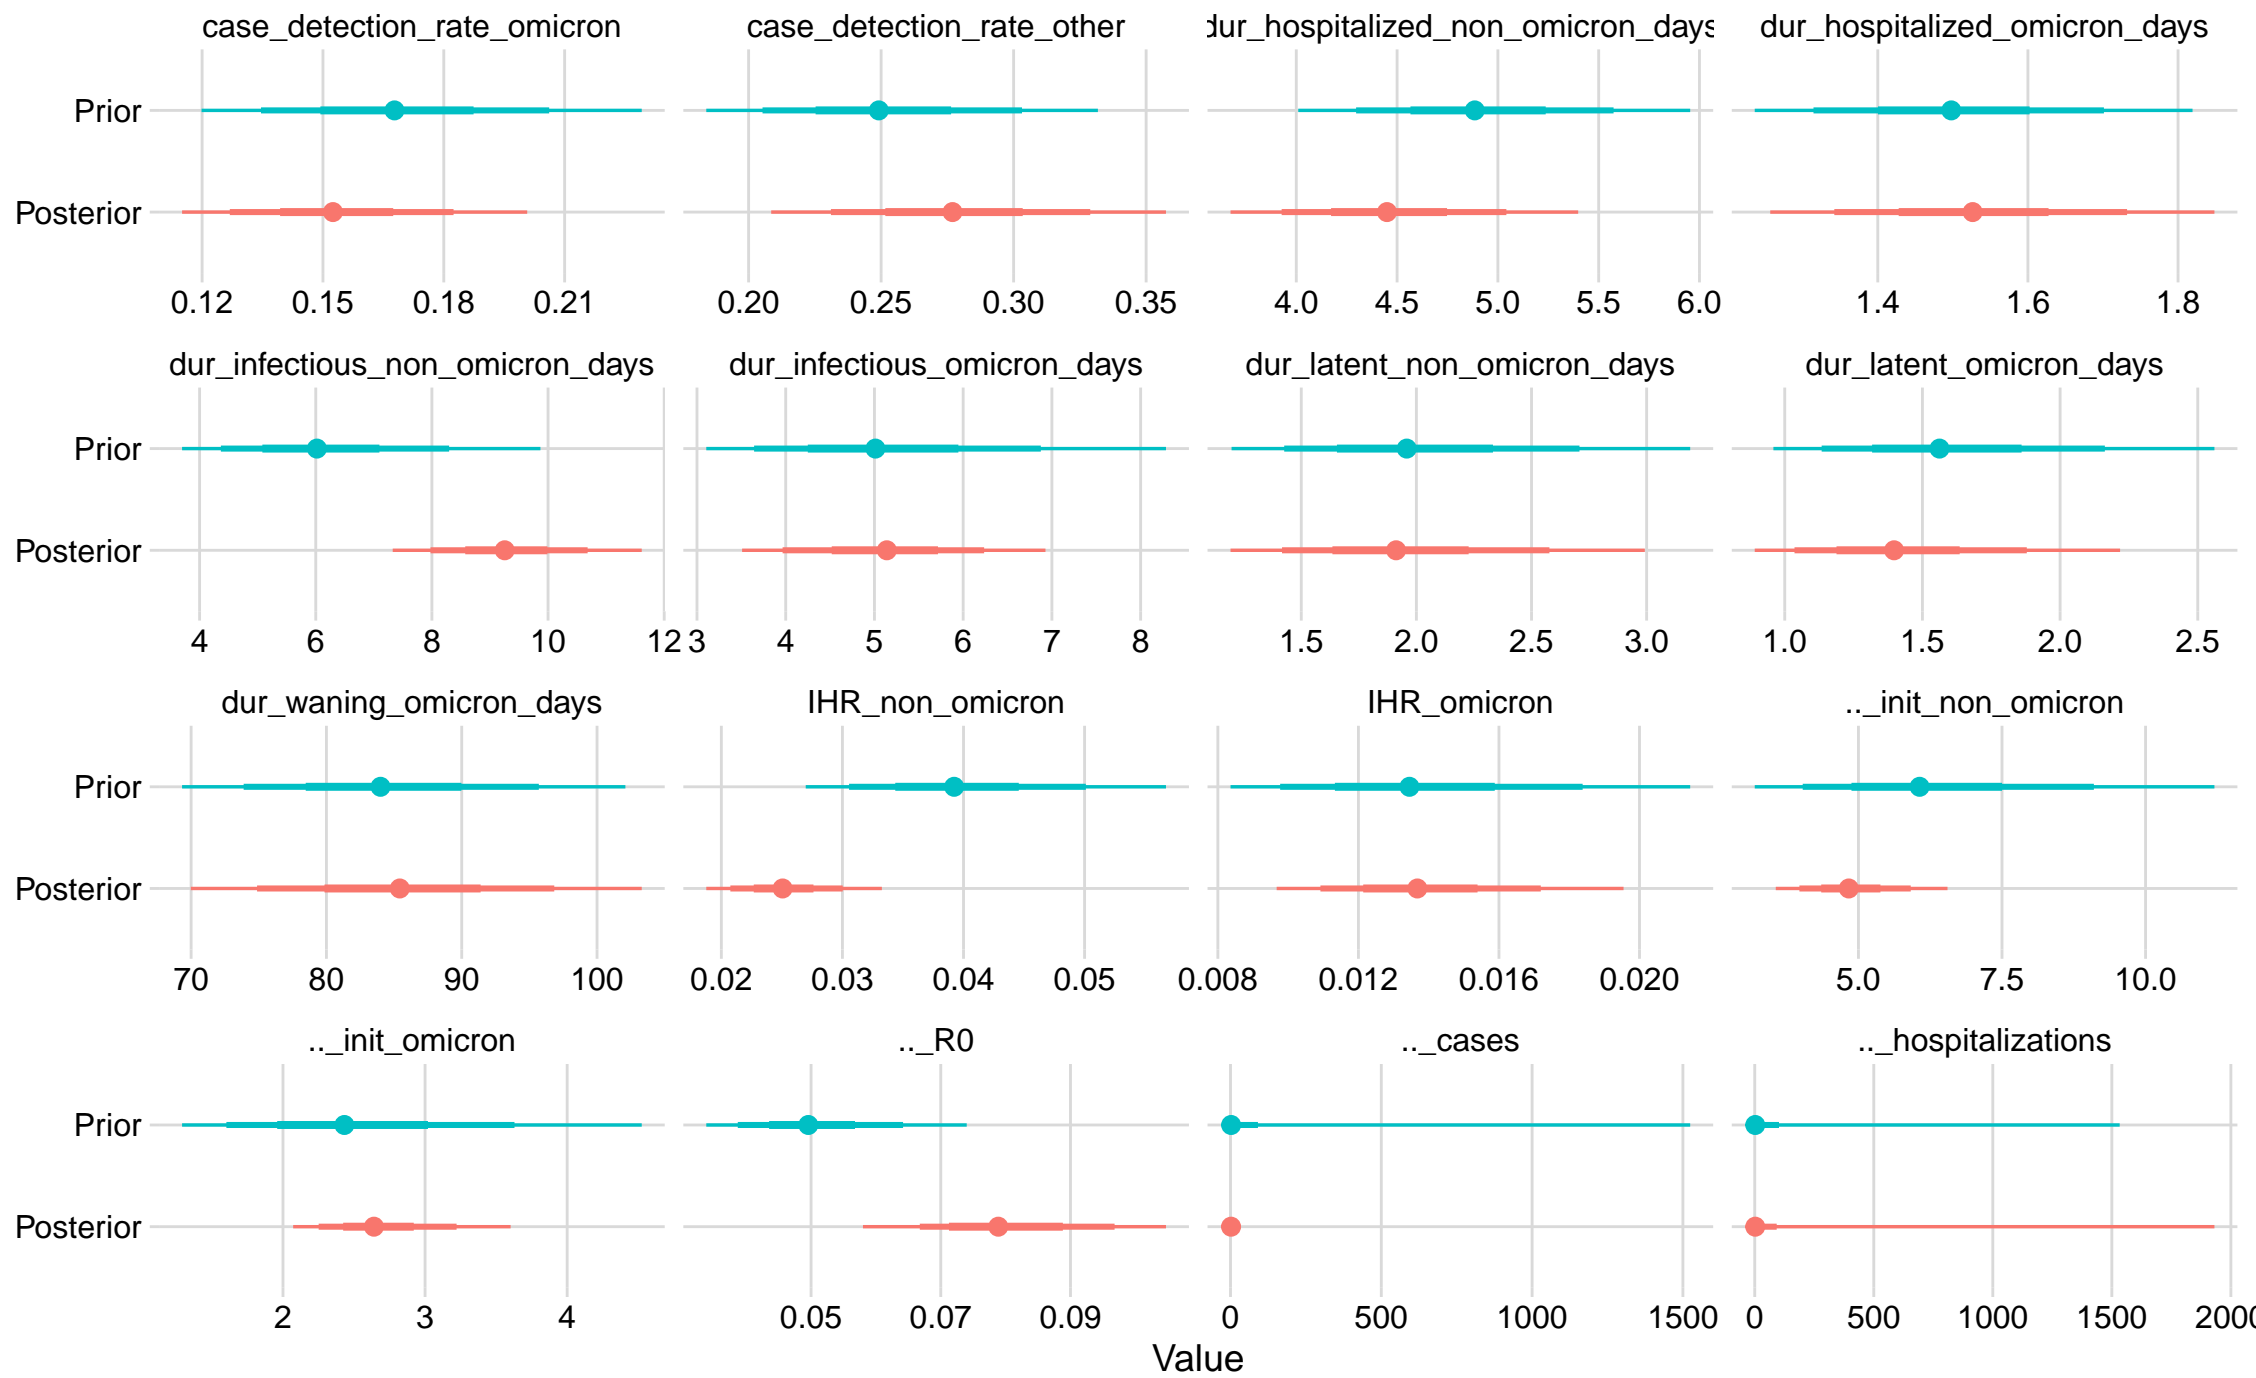 case_detection_rate_omicron case_detection_rate_other dur_hospitalized_non_omicron_days dur_hospitalized_omicron_days
Prior
Posterior
0.12 0.15 0.18 0.21 0.20 0.25 0.30 0.35 4.0 4.5 5.0 5.5 6.0 1.4 1.6 1.8
dur_infectious_non_omicron_days dur_infectious_omicron_days dur_latent_non_omicron_days dur_latent_omicron_days
Prior
Posterior
4 6 8 10 12 3 4 5 6 7 8 1.5 2.0 2.5 3.0 1.0 1.5 2.0 2.5
dur_waning_omicron_days IHR_non_omicron IHR_omicron .._init_non_omicron
Prior
Posterior
70 80 90 100 0.02 0.03 0.04 0.05 0.008 0.012 0.016 0.020 5.0 7.5 10.0
.._init_omicron .._R0 .._cases .._hospitalizations
Prior
Posterior
2 3 4 0.05 0.07 0.09 0 500 1000 1500 0 500 1000 1500 2000
Value